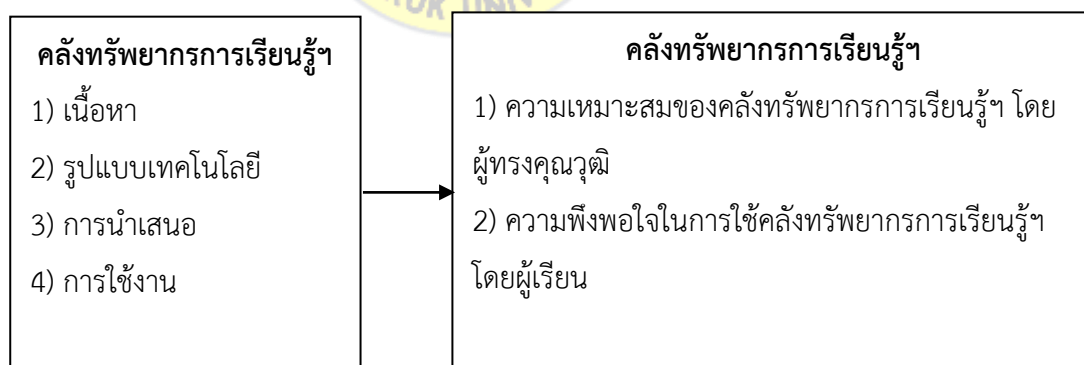 คลังทรัพยากรการเรียนรู้ฯ
1) เนื้อหา
2) รูปแบบเทคโนโลยี
3) การนำเสนอ
4) การใช้งาน
คลังทรัพยากรการเรียนรู้ฯ
1) ความเหมาะสมของคลังทรัพยากรการเรียนรู้ฯ โดย
ผู้ทรงคุณวุฒิ
2) ความพึงพอใจในการใช้คลังทรัพยากรการเรียนรู้ฯ
โดยผู้เรียน